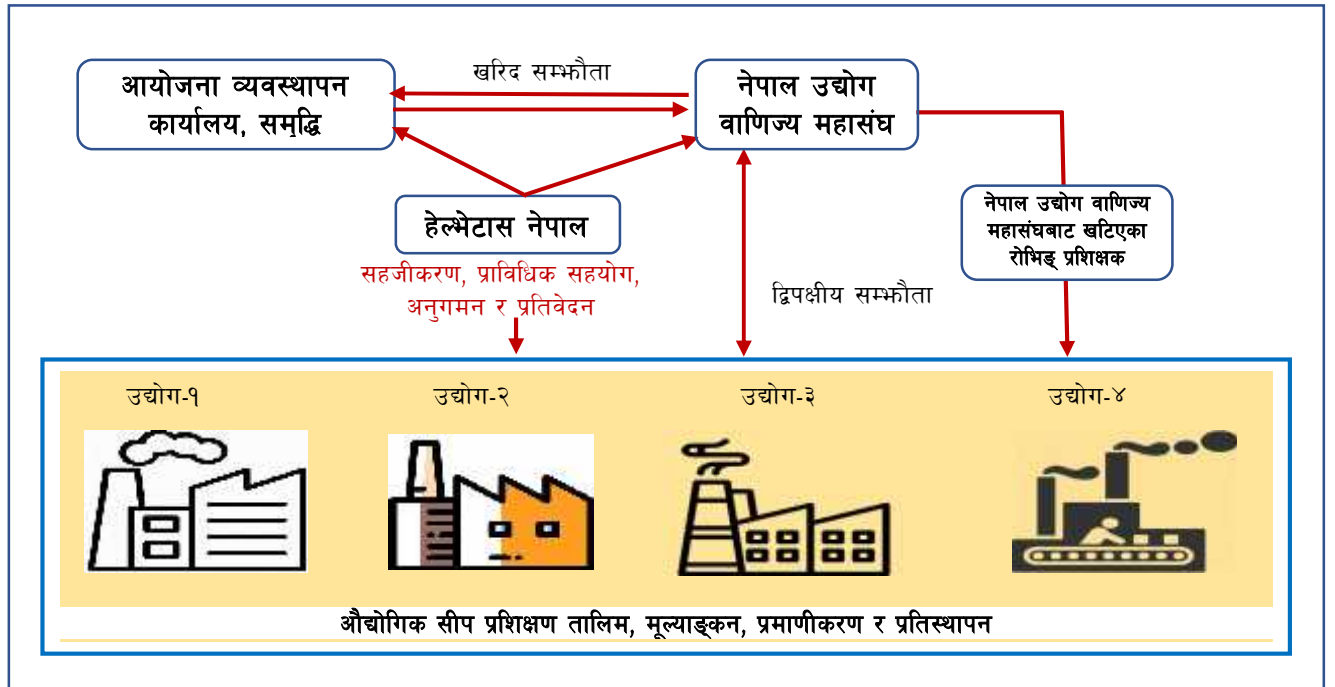 आयोजना व्यवस्थापन
कार्यालय, समृद्धि
खरिद सम्झौता
नेपाल उद्योग
वाणिज्य महासंघ
हेल्भेटास नेपाल
सहजीकरण, प्राविधिक सहयोग,
अनुगमन र प्रतिवेदन
द्विपक्षीय सम्झौता
नेपाल उद्योग वाणिज्य
महासंघबाट खटिएका
रोभिङ् प्रशिक्षक
उद्योग-१
उद्योग-२
उद्योग-३
उद्योग-४
औद्योगिक सीप प्रशिक्षण तालिम, मूल्याङ्कन, प्रमाणीकरण र प्रतिस्थापन